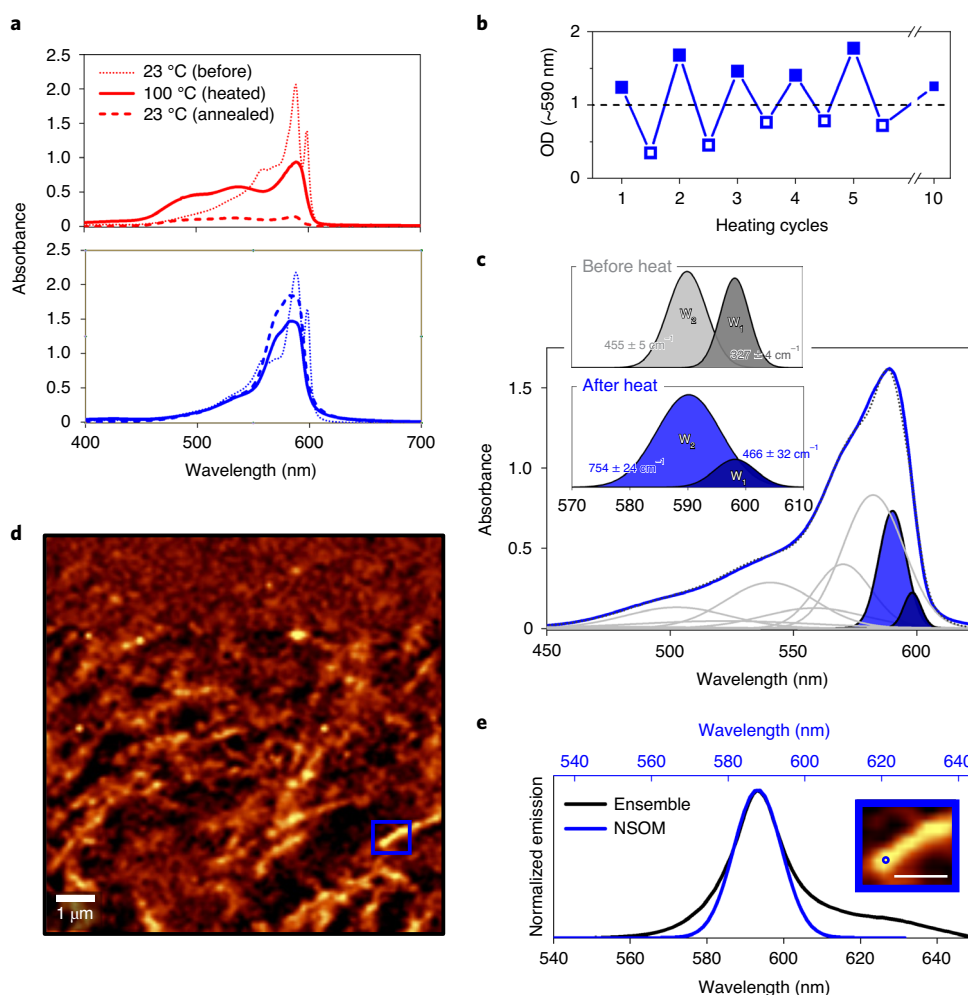 a
2.5
2.0
1.5
1.0
0.5
0
23 °C (before)
100 °C (heated)
23 °C (annealed)
2.5
2.0
1.5
1.0
0.5
0
400 500 600 700
Absorbance
Wavelength (nm)
b
2
1
0
OD (~590 nm)
1 2 3 4 5 10
Heating cycles
c
Before heat
W2
W1
455 ± 5 cm−1
327 ± 4 cm−1
After heat
W2
W1
754 ± 24 cm−1
466 ± 32 cm−1
570 580 590 600 610
1.5
1.0
0.5
0
Absorbance
450 500 550 600
Wavelength (nm)
d
1 μm
e
Wavelength (nm)
540 560 580 600 620 640
Ensemble
NSOM
Normalized emission
540 560 580 600 620 640
Wavelength (nm)